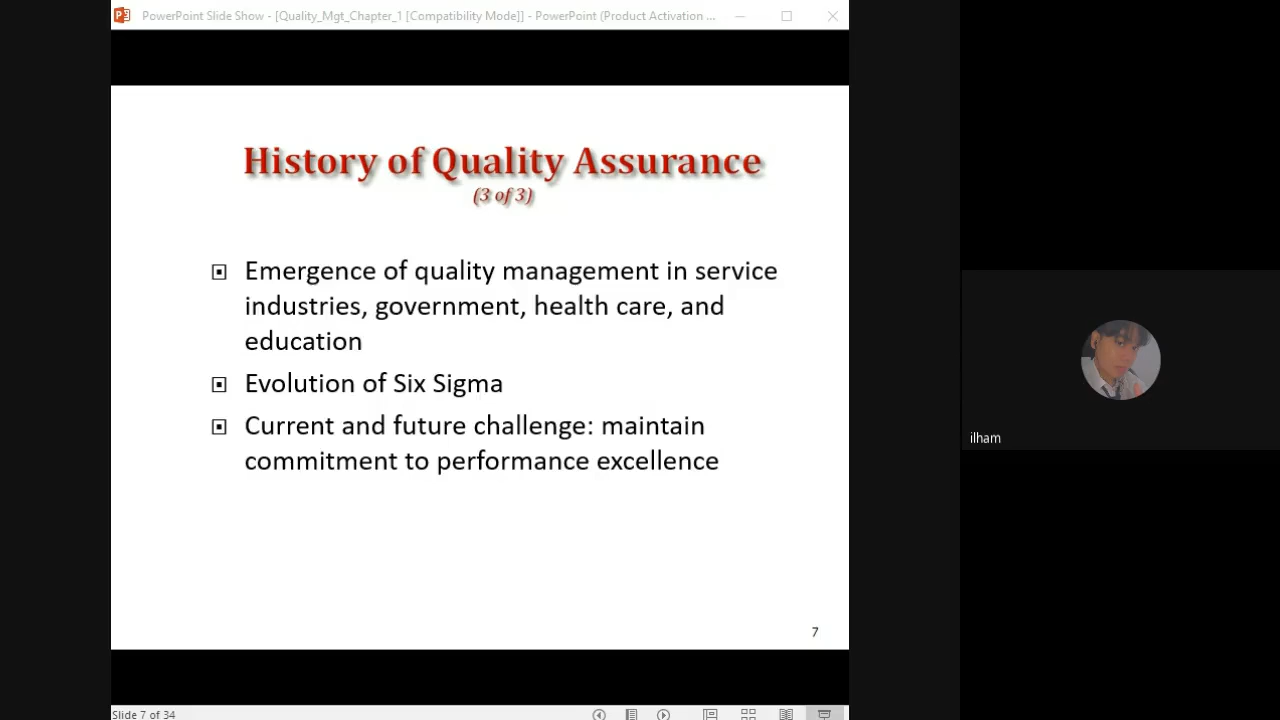 PowerPoint Slide Show - [Quality_Mgt_Chapter_1 [Compatibility Mode]] - PowerPoint (Product Activation ...
History of Quality Assurance
(3 of 3)
Emergence of quality management in service
industries, government, health care, and
education
Evolution of Six Sigma
Current and future challenge: maintain
commitment to performance excellence
7
ilham
Slide 7 of 34